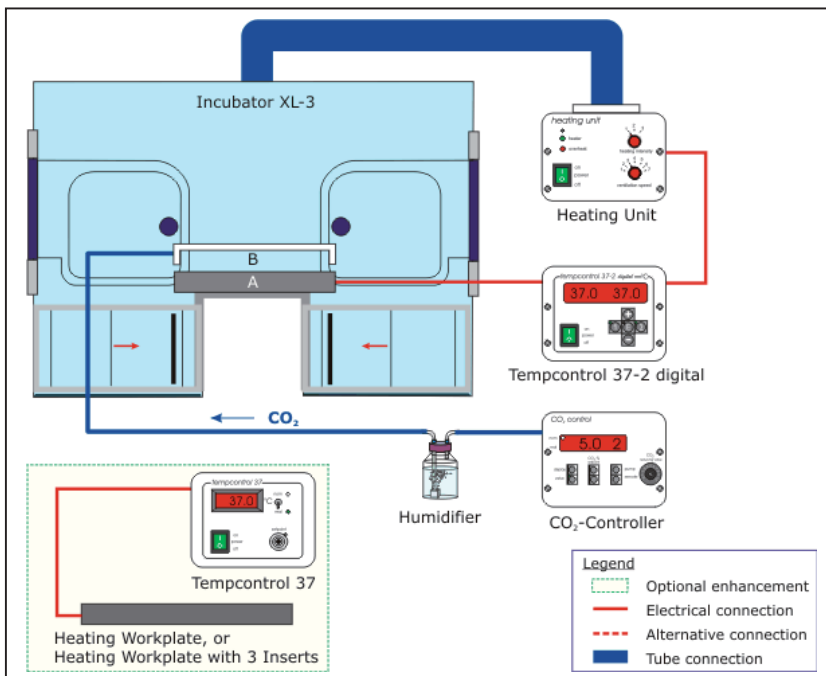 Incubator XL-3
heating unit
heater
overheat
heating intensity
on
power
off
ventilation speed
Heating Unit
B
A
tempcontrol 37-2 digital
37.0 37.0
on
power
off
Tempcontrol 37-2 digital
CO₂
CO₂ control
5.0 2
Humidifier
CO₂-Controller
tempcontrol 37
37.0
°C
on
power
off
setpoint
Tempcontrol 37
Heating Workplate, or
Heating Workplate with 3 Inserts
Legend
Optional enhancement
Electrical connection
Alternative connection
Tube connection